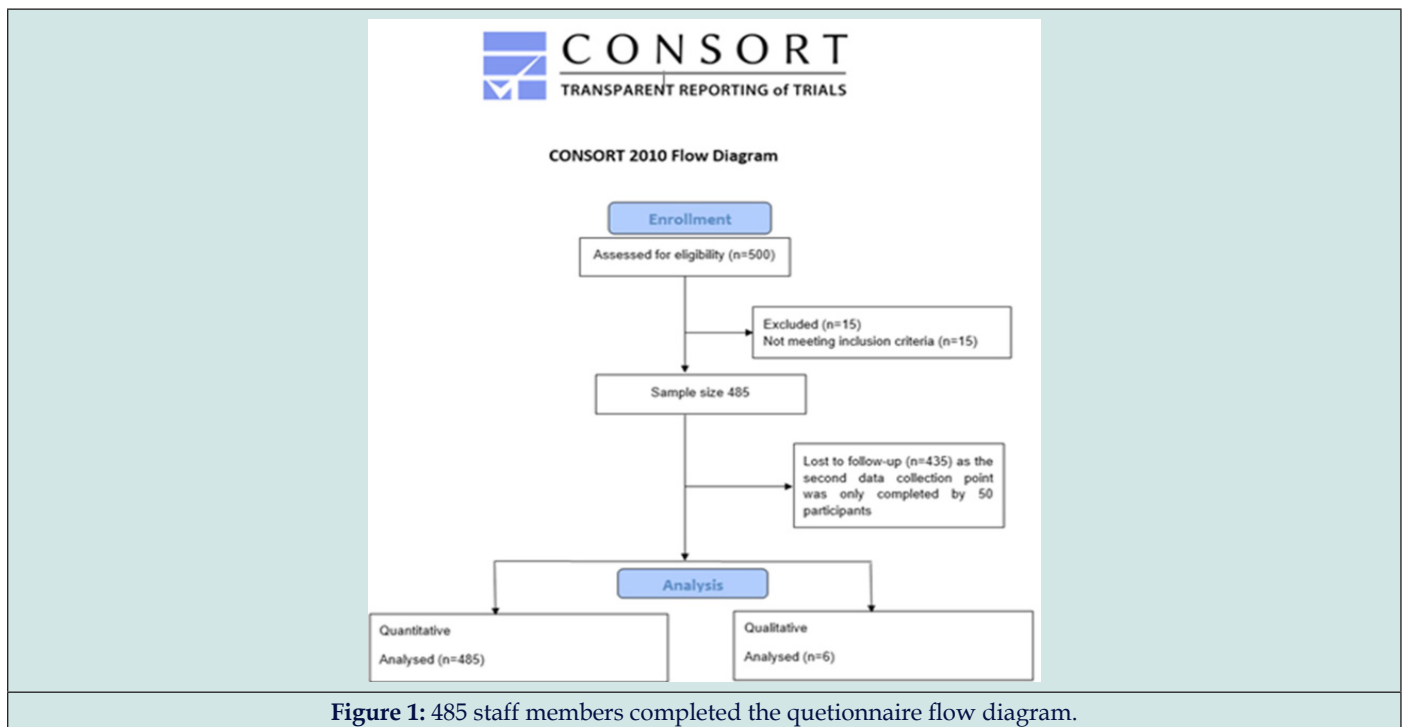 CONSORT
TRANSPARENT REPORTING of TRIALS
CONSORT 2010 Flow Diagram
Enrollment
Assessed for eligibility (n=500)
Excluded (n=15)
Not meeting inclusion criteria (n=15)
Sample size 485
Lost to follow-up (n=435) as the
second data collection point
was only completed by 50
participants
Analysis
Quantitative
Analysed (n=485)
Qualitative
Analysed (n=6)
Figure 1: 485 staff members completed the quetionnaire flow diagram.